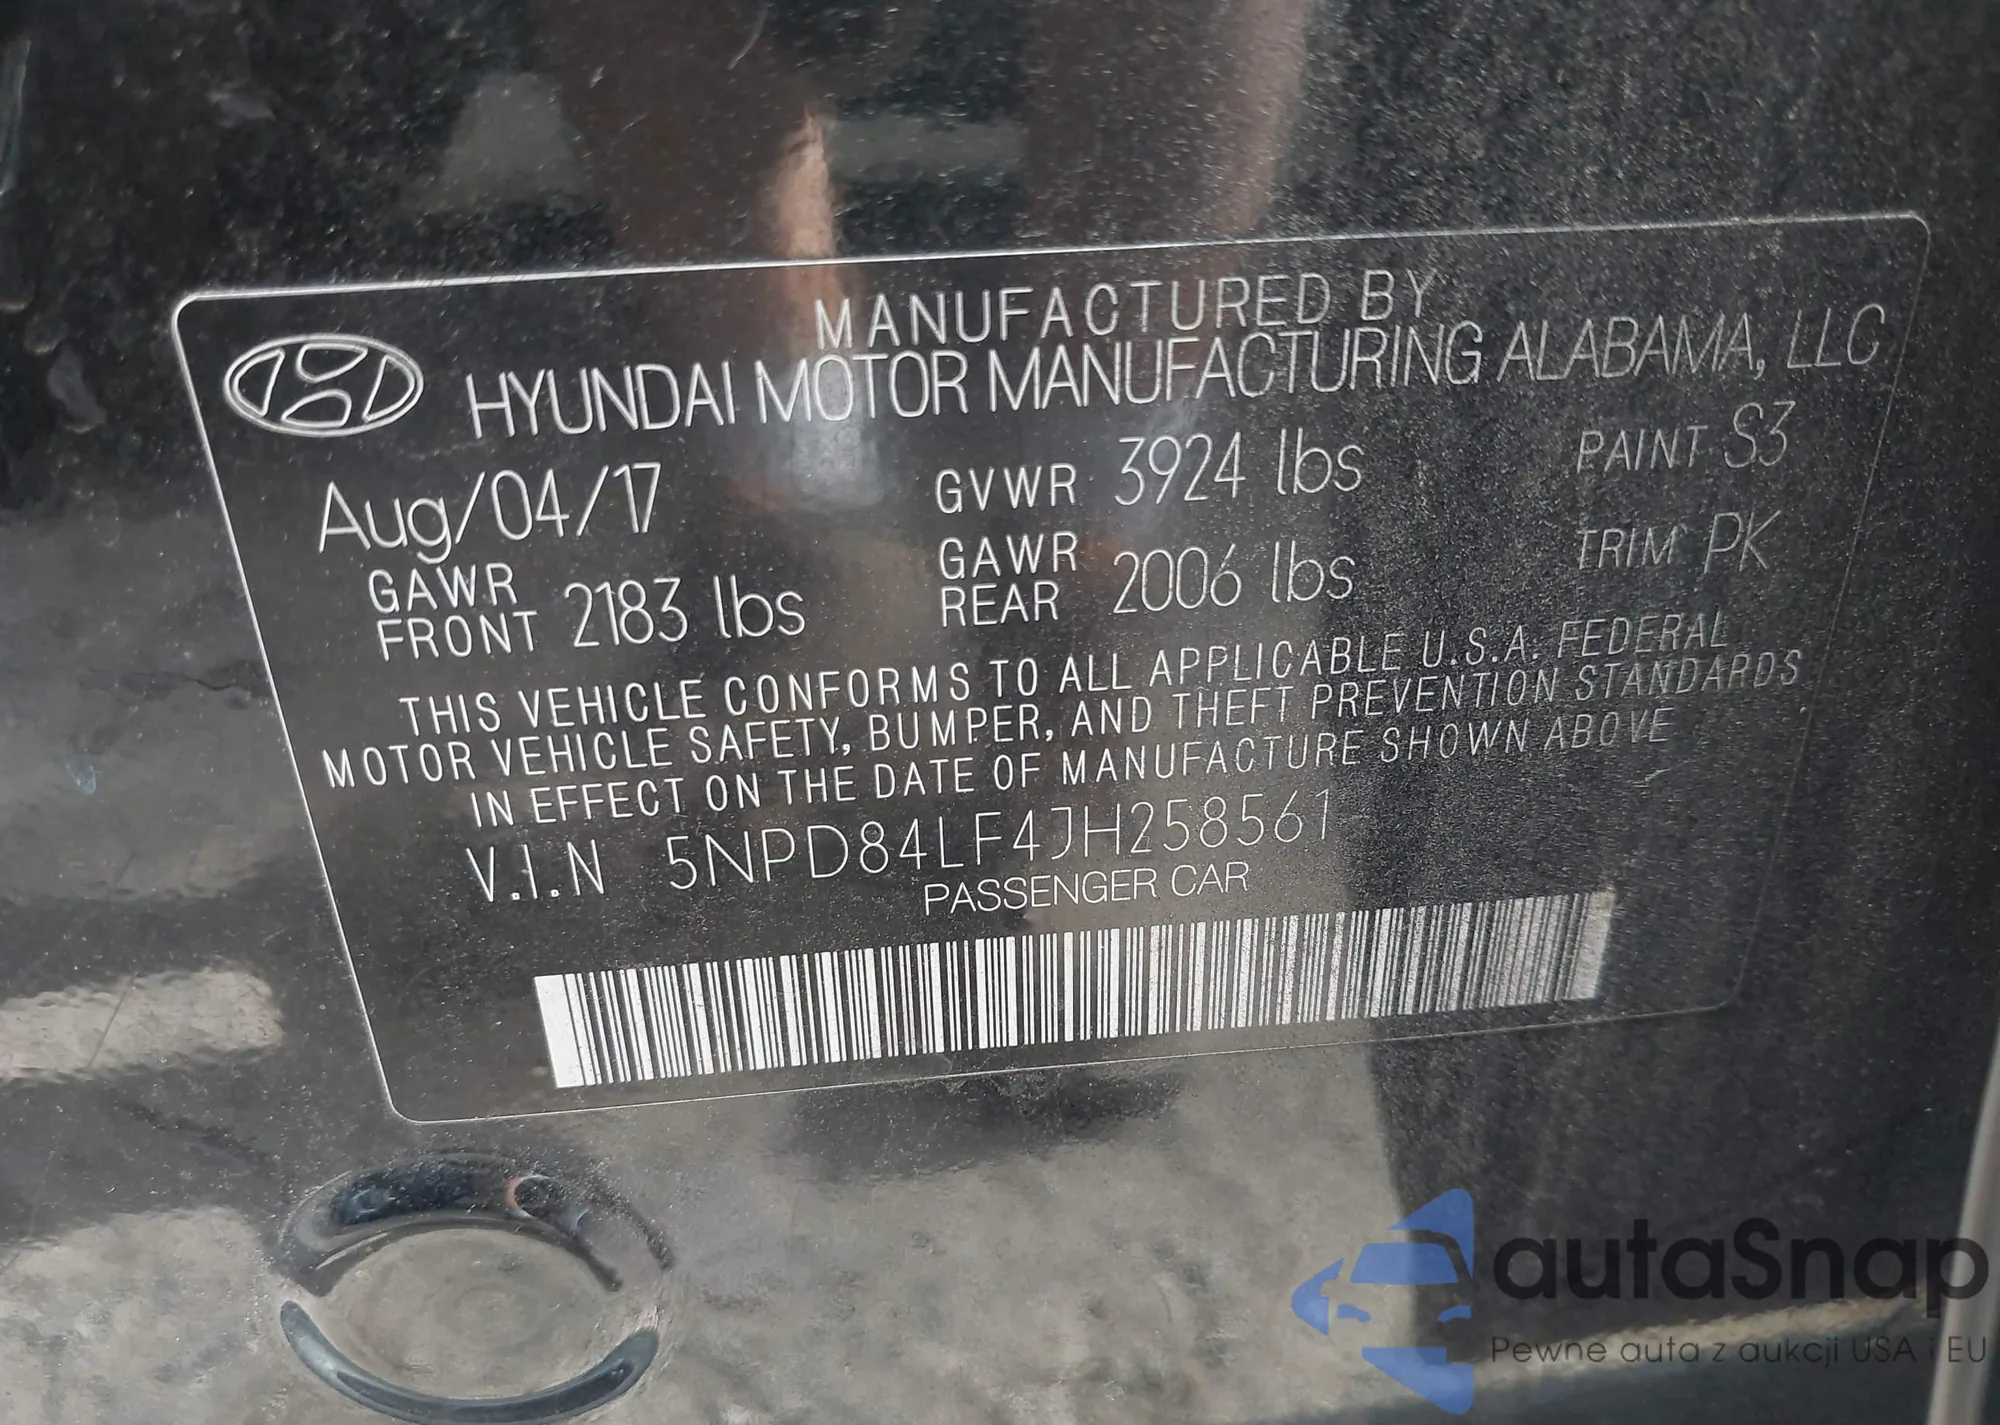 MANUFACTURED BY
HYUNDAI MOTOR MANUFACTURING ALABAMA, LLC
Aug/04/17 GVWR 3924 lbs PAINT S3
GAWR FRONT 2183 lbs GAWR REAR 2006 lbs TRIM PK
THIS VEHICLE CONFORMS TO ALL APPLICABLE U.S.A. FEDERAL
MOTOR VEHICLE SAFETY, BUMPER, AND THEFT PREVENTION STANDARDS
IN EFFECT ON THE DATE OF MANUFACTURE SHOWN ABOVE
V.I.N 5NPD84LF4JH258561
PASSENGER CAR
autaSnap
Pewne auta z aukcji USA i EU